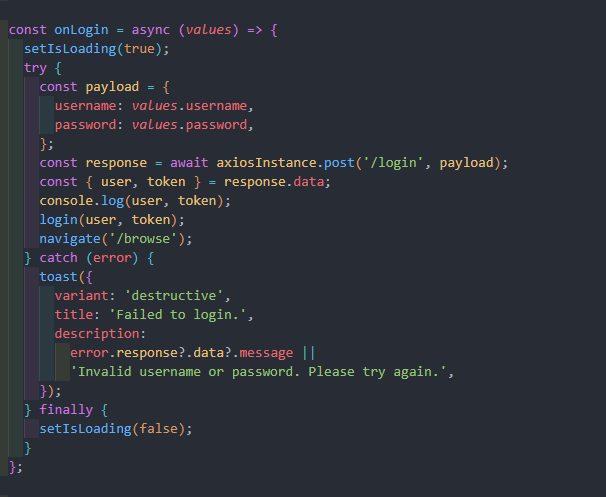 const onLogin = async (values) => {
  setIsLoading(true);
  try {
    const payload = {
      username: values.username,
      password: values.password,
    };
    const response = await axiosInstance.post('/login', payload);
    const { user, token } = response.data;
    console.log(user, token);
    login(user, token);
    navigate('/browse');
  } catch (error) {
    toast({
      variant: 'destructive',
      title: 'Failed to login.',
      description:
        error.response?.data?.message ||
        'Invalid username or password. Please try again.',
    });
  } finally {
    setIsLoading(false);
  }
};